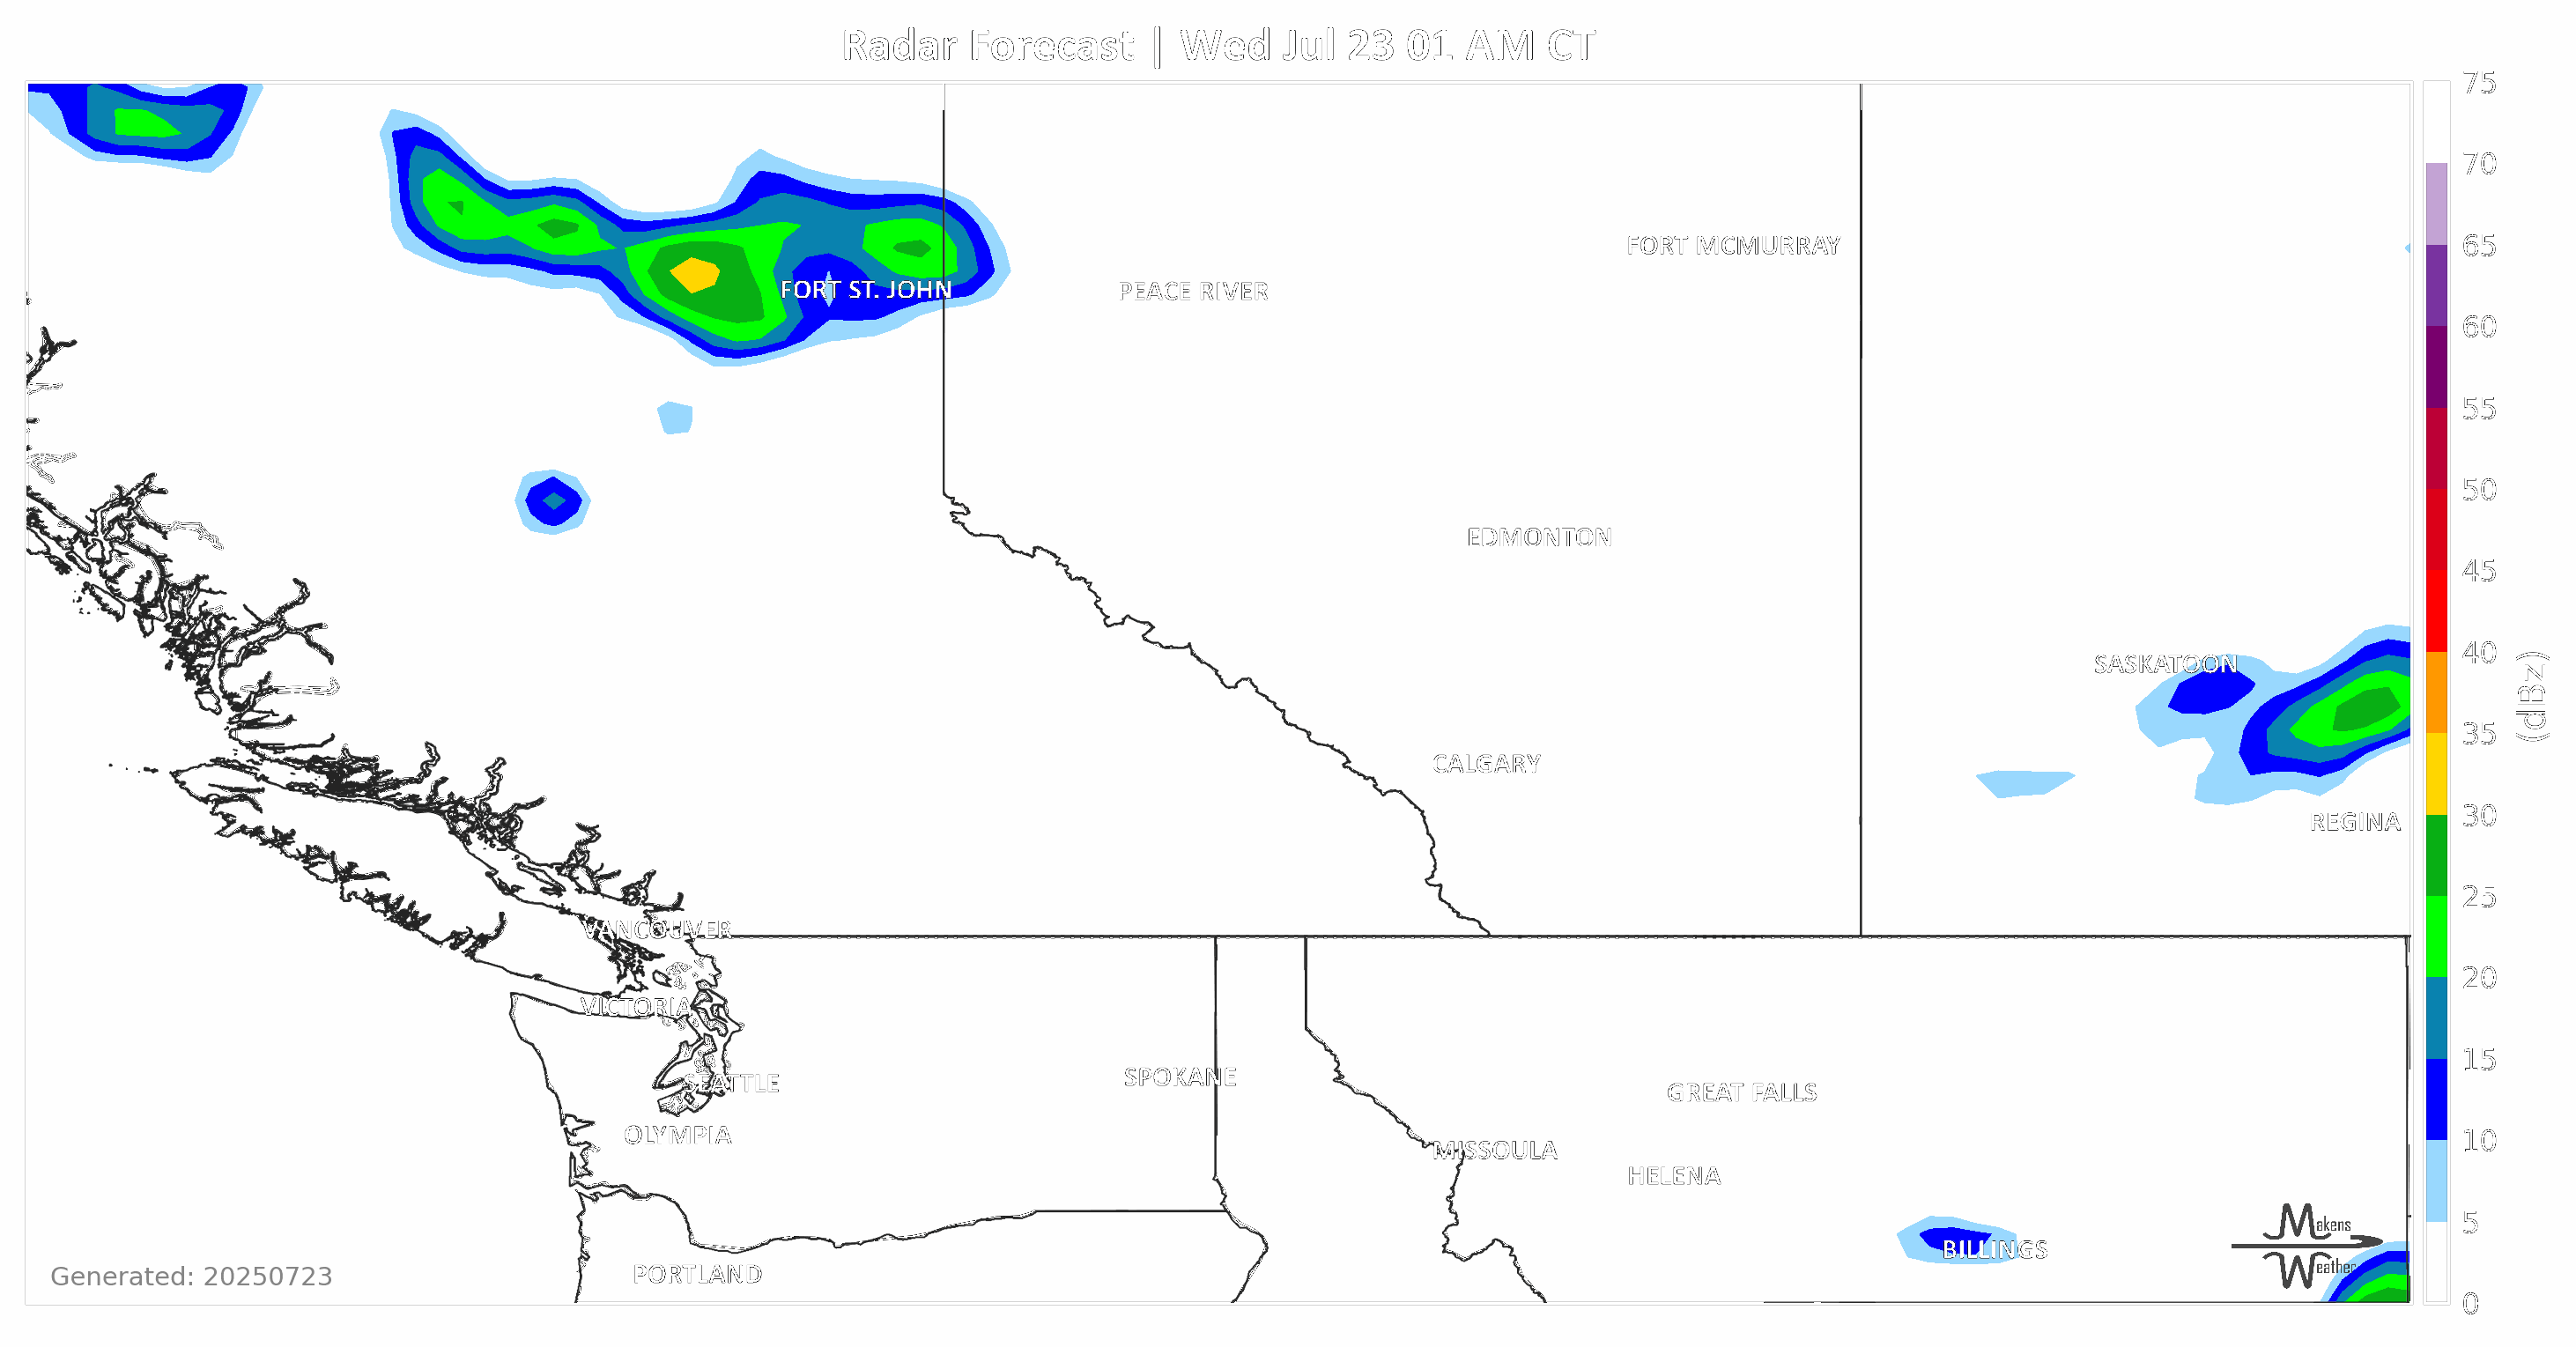 Radar Forecast | Wed Jul 23 01 AM CT
75
70
FORT MCMURRAY
65
FORT ST. JOHN
PEACE RIVER
60
55
50
EDMONTON
45
SASKATOON
40
(dBz)
35
CALGARY
REGINA
30
25
VANCOUVER
20
VICTORIA
15
SEATTLE
SPOKANE
GREAT FALLS
OLYMPIA
10
MISSOULA
HELENA
5
Makens
Weather
BILLINGS
Generated: 20250723
PORTLAND
0